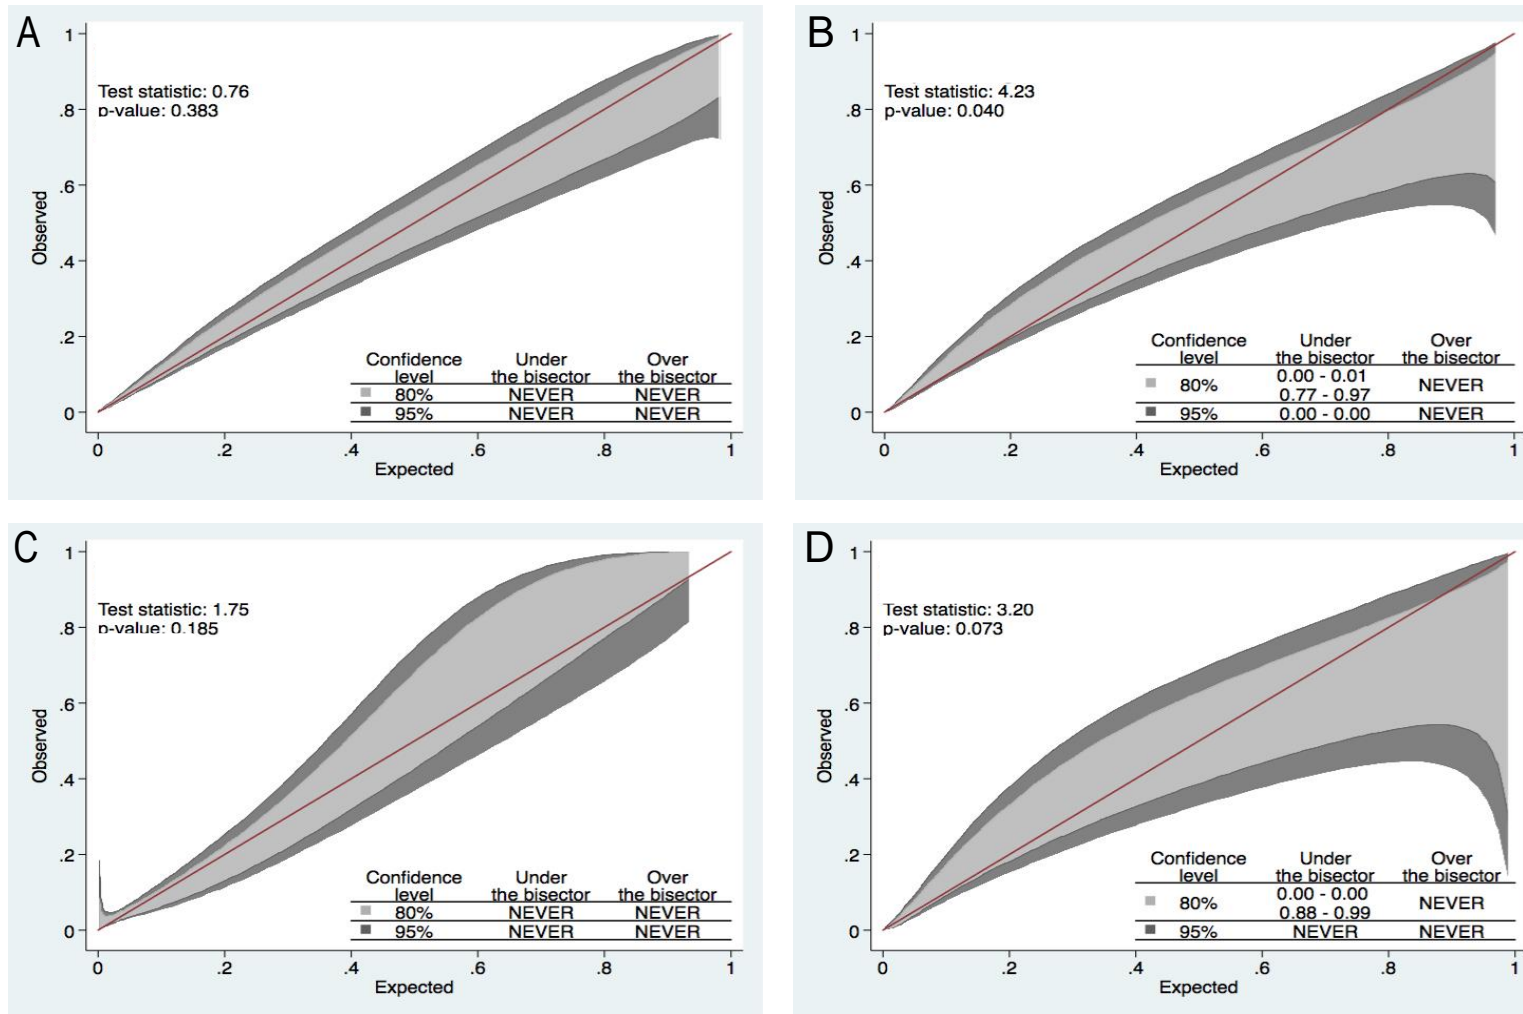 A
1
Test statistic: 0.76
p-value: 0.383
.8
.6
Observed
.4
.2
0
Confidence level Under the bisector Over the bisector
80% NEVER NEVER
95% NEVER NEVER
0 .2 .4 .6 .8 1
Expected
B
1
Test statistic: 4.23
p-value: 0.040
.8
.6
Observed
.4
.2
0
Confidence level Under the bisector Over the bisector
0.00 - 0.01
80% NEVER
0.77 - 0.97
95% 0.00 - 0.00 NEVER
0 .2 .4 .6 .8 1
Expected
C
1
Test statistic: 1.75
p-value: 0.185
.8
.6
Observed
.4
.2
0
Confidence level Under the bisector Over the bisector
80% NEVER NEVER
95% NEVER NEVER
0 .2 .4 .6 .8 1
Expected
D
1
Test statistic: 3.20
p-value: 0.073
.8
.6
Observed
.4
.2
0
Confidence level Under the bisector Over the bisector
0.00 - 0.00
80% NEVER
0.88 - 0.99
95% NEVER NEVER
0 .2 .4 .6 .8 1
Expected